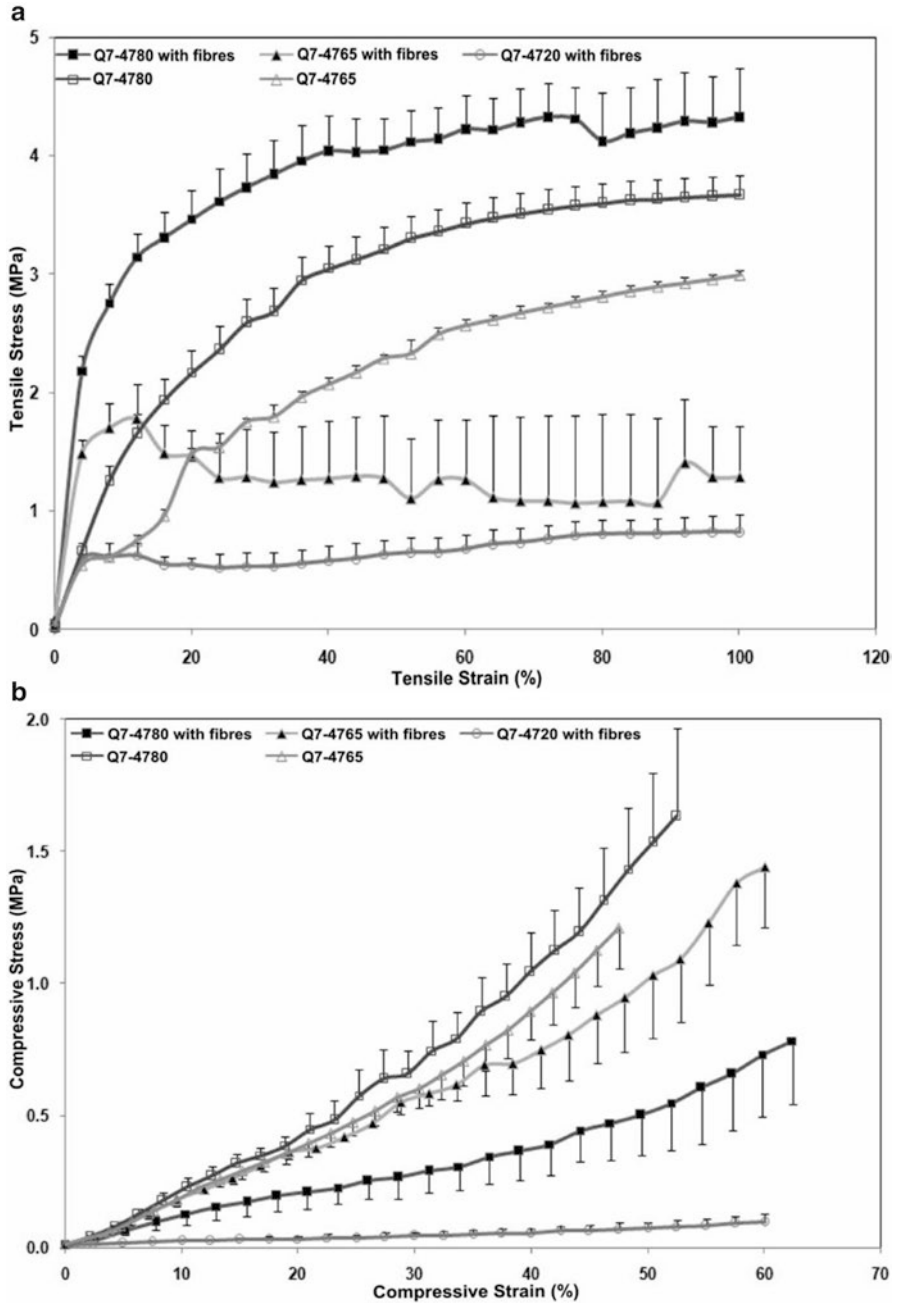 a
5
4
3
2
1
0
Tensile Stress (MPa)
Q7-4780 with fibres Q7-4765 with fibres Q7-4720 with fibres
Q7-4780 Q7-4765
0 20 40 60 80 100 120
Tensile Strain (%)
b
2.0
1.5
1.0
0.5
0.0
Compressive Stress (MPa)
Q7-4780 with fibres Q7-4765 with fibres Q7-4720 with fibres
Q7-4780 Q7-4765
0 10 20 30 40 50 60 70
Compressive Strain (%)